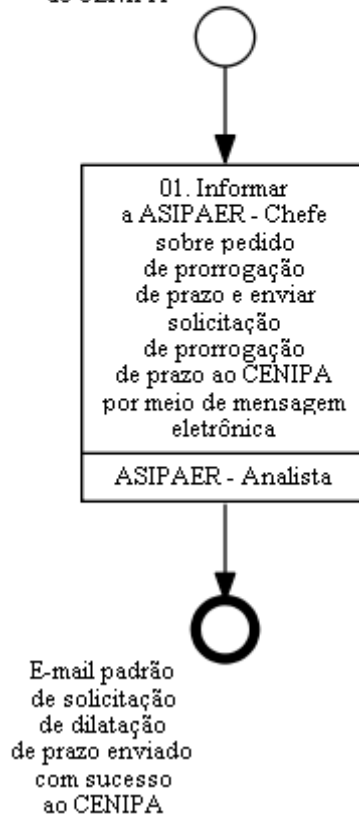 01. Informar
a ASIPAER - Chefe
sobre pedido
de prorrogação
de prazo e enviar
solicitação
de prorrogação
de prazo ao CENIPA
por meio de mensagem
eletrônica
ASIPAER - Analista
E-mail padrão
de solicitação
de dilatação
de prazo enviado
com sucesso
ao CENIPA